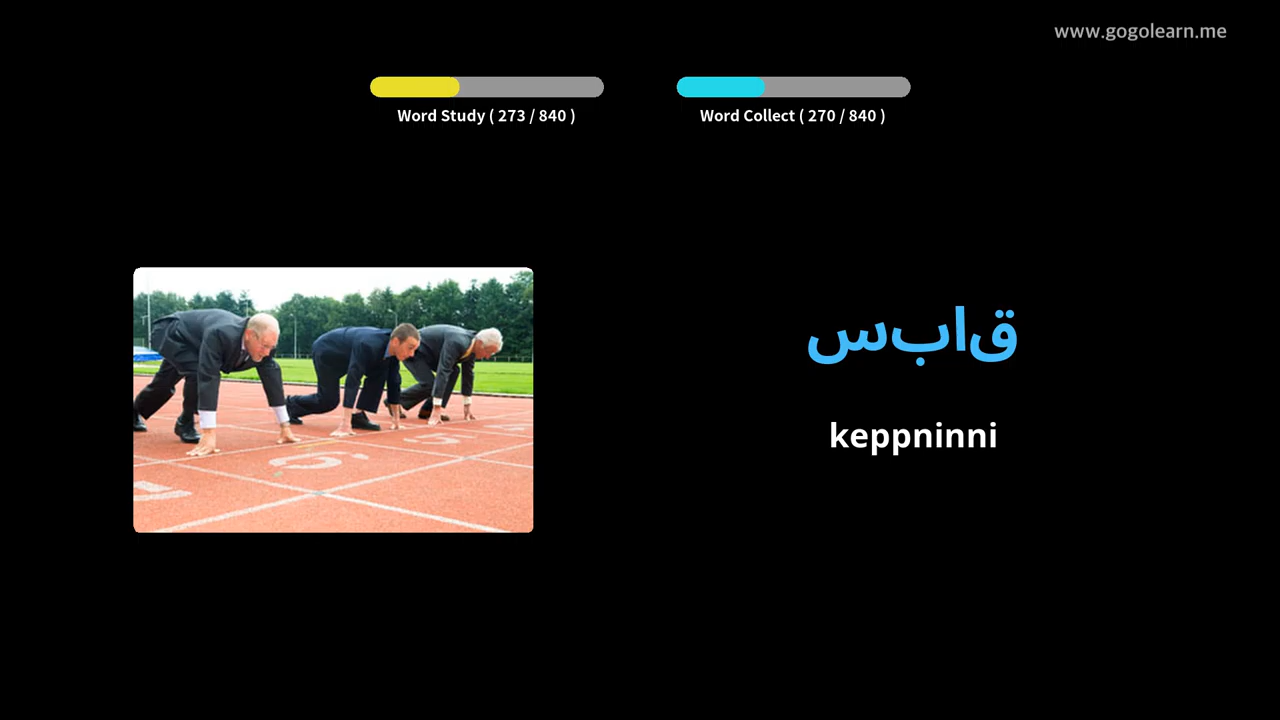 www.gogolearn.me
Word Study ( 273 / 840 )
Word Collect ( 270 / 840 )
قابس
keppninni